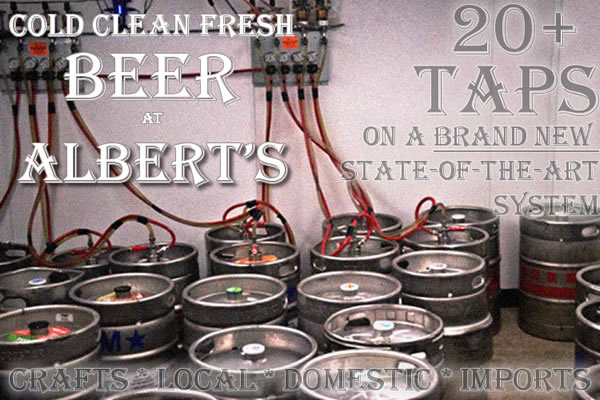 COLD CLEAN FRESH
BEER
AT
ALBERT'S
20+
TAPS
ON A BRAND NEW
STATE-OF-THE-ART
SYSTEM
CRAFTS * LOCAL * DOMESTIC * IMPORTS